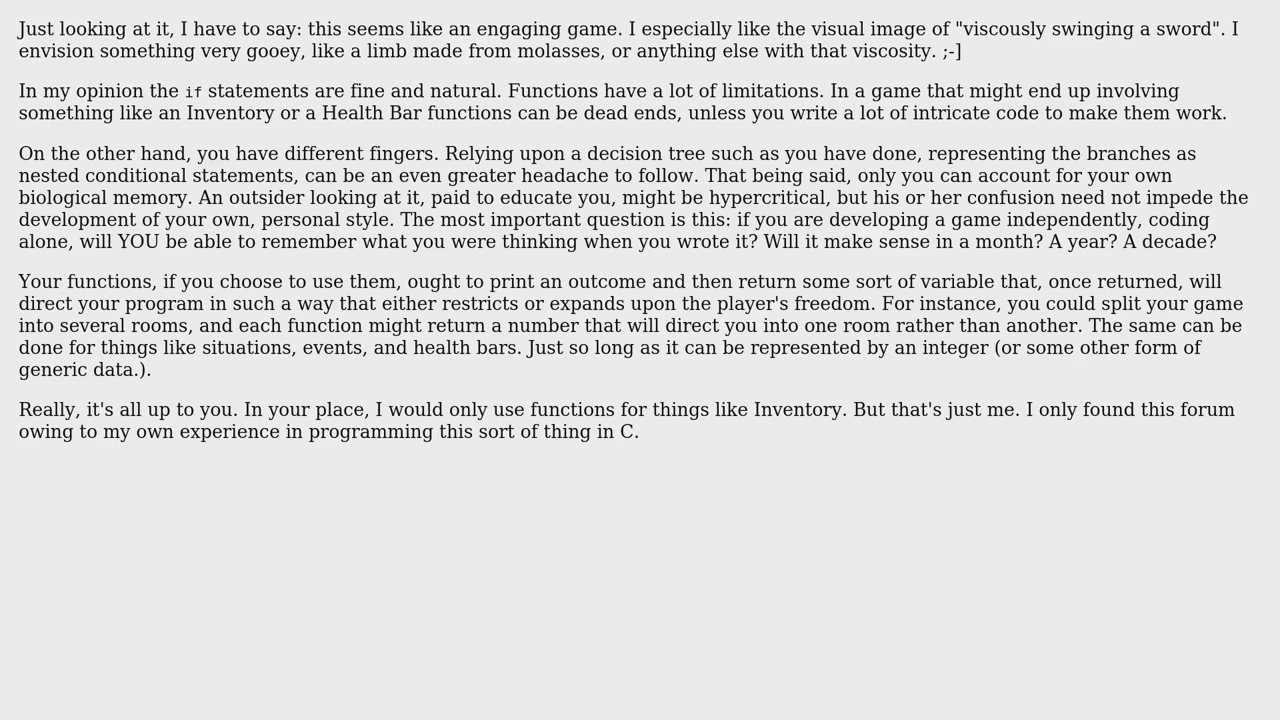 Just looking at it, I have to say: this seems like an engaging game. I especially like the visual image of "viscously swinging a sword". I
envision something very gooey, like a limb made from molasses, or anything else with that viscosity. ;-]
In my opinion the if statements are fine and natural. Functions have a lot of limitations. In a game that might end up involving
something like an Inventory or a Health Bar functions can be dead ends, unless you write a lot of intricate code to make them work.
On the other hand, you have different fingers. Relying upon a decision tree such as you have done, representing the branches as
nested conditional statements, can be an even greater headache to follow. That being said, only you can account for your own
biological memory. An outsider looking at it, paid to educate you, might be hypercritical, but his or her confusion need not impede the
development of your own, personal style. The most important question is this: if you are developing a game independently, coding
alone, will YOU be able to remember what you were thinking when you wrote it? Will it make sense in a month? A year? A decade?
Your functions, if you choose to use them, ought to print an outcome and then return some sort of variable that, once returned, will
direct your program in such a way that either restricts or expands upon the player's freedom. For instance, you could split your game
into several rooms, and each function might return a number that will direct you into one room rather than another. The same can be
done for things like situations, events, and health bars. Just so long as it can be represented by an integer (or some other form of
generic data.).
Really, it's all up to you. In your place, I would only use functions for things like Inventory. But that's just me. I only found this forum
owing to my own experience in programming this sort of thing in C.